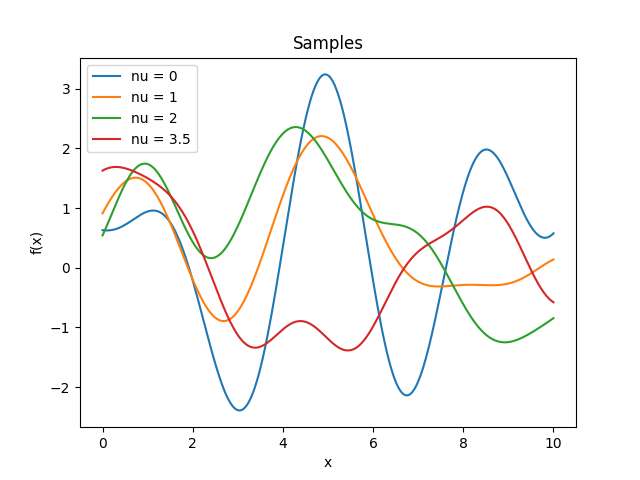 Samples
nu = 0
nu = 1
nu = 2
nu = 3.5
3
2
1
0
−1
−2
f(x)
0
2
4
6
8
10
x